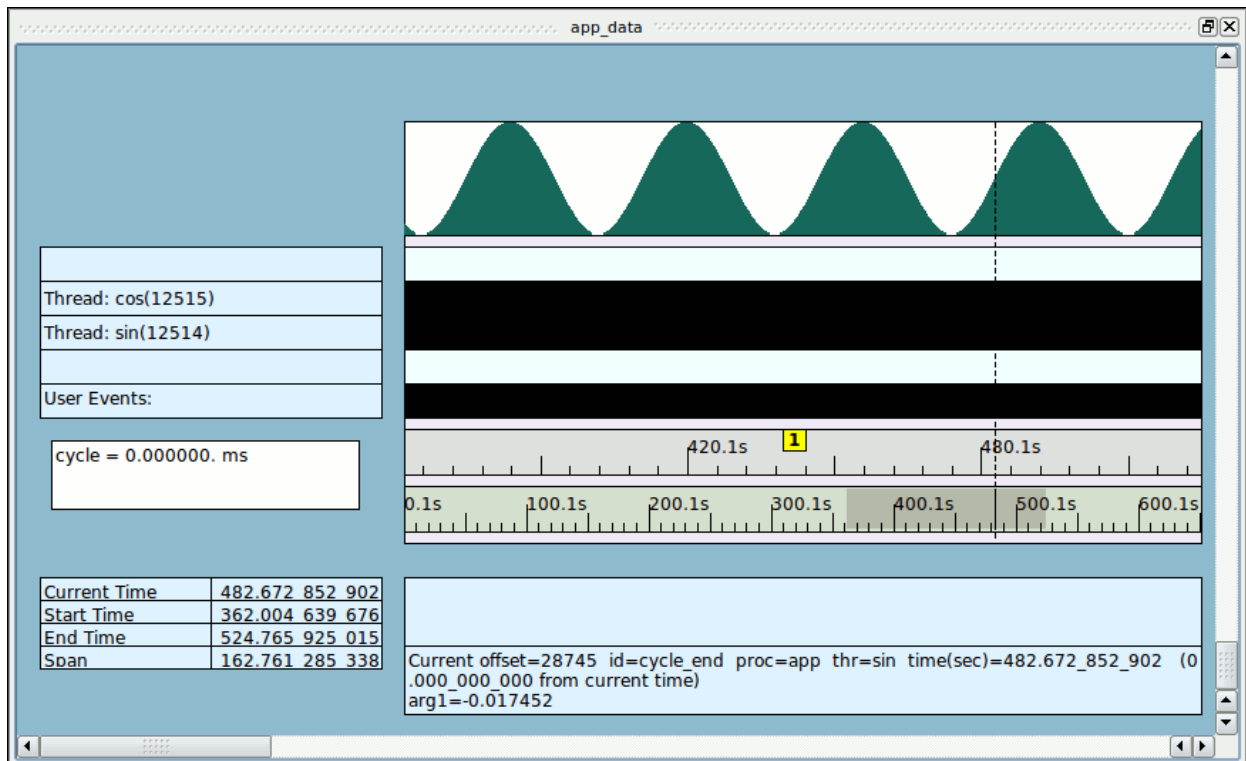 app_data
Thread: cos(12515)
Thread: sin(12514)
User Events:
cycle = 0.000000. ms
420.1s 1 480.1s
0.1s 100.1s 200.1s 300.1s 400.1s 500.1s 600.1s
Current Time 482.672 852 902
Start Time 362.004 639 676
End Time 524.765 925 015
Span 162.761 285 338
Current offset=28745 id=cycle_end proc=app thr=sin time(sec)=482.672_852_902 (0
.000_000_000 from current time)
arg1=-0.017452